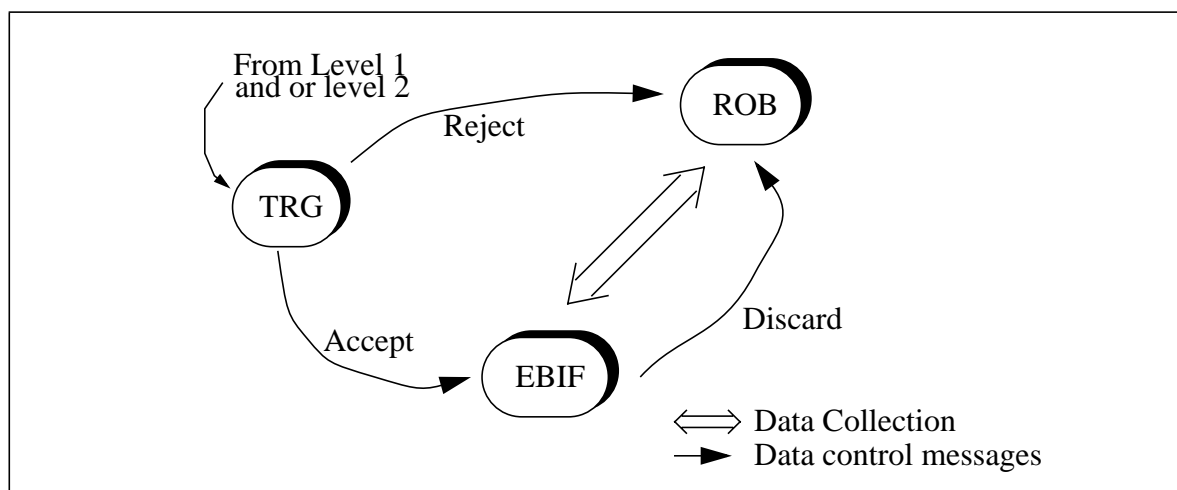 From Level 1
and or level 2
ROB
Reject
TRG
Accept
Discard
EBIF
Data Collection
Data control messages